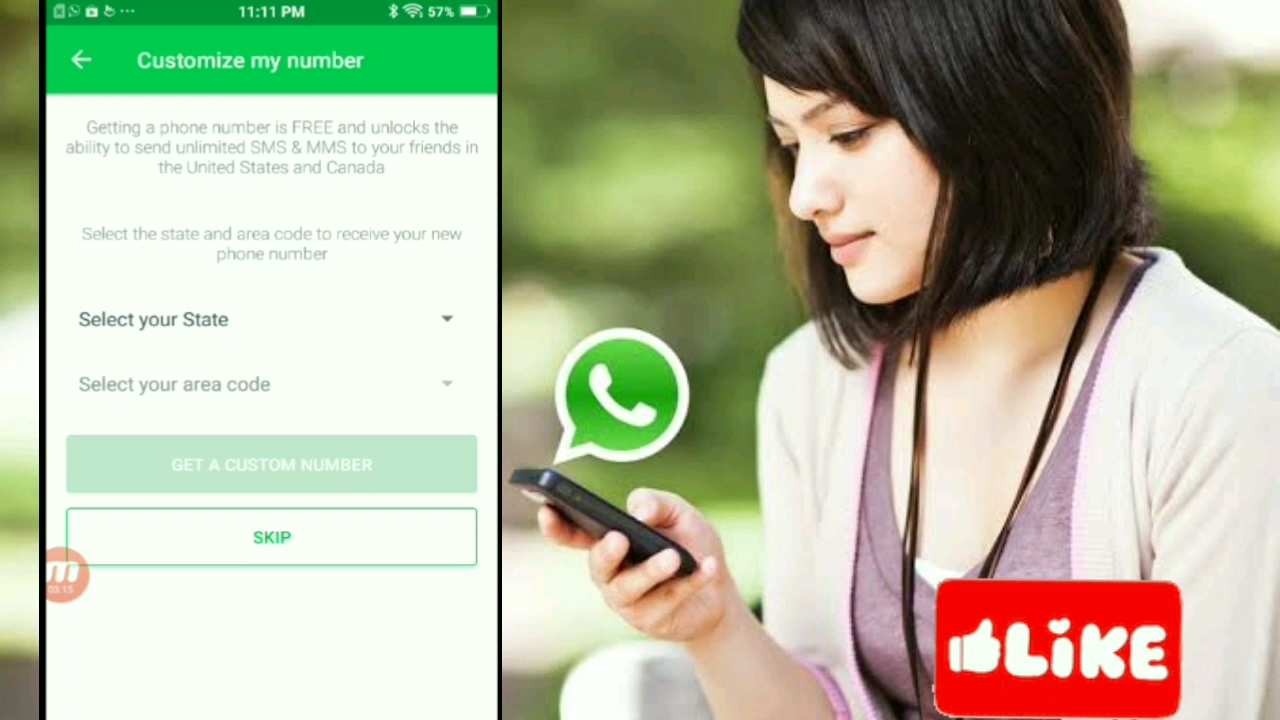 11:11 PM
57%
Customize my number
Getting a phone number is FREE and unlocks the
ability to send unlimited SMS & MMS to your friends in
the United States and Canada
Select the state and area code to receive your new
phone number
Select your State
Select your area code
GET A CUSTOM NUMBER
SKIP
m
03:15
LiKE